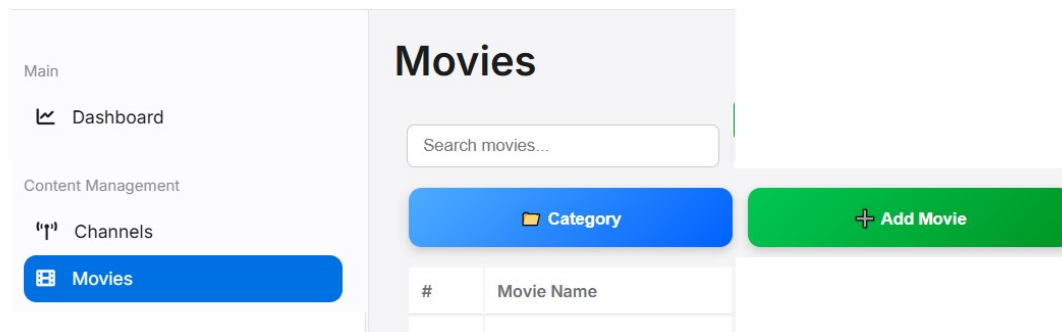 Main
Dashboard
Content Management
Channels
Movies
Movies
Search movies...
Category
Add Movie
#
Movie Name